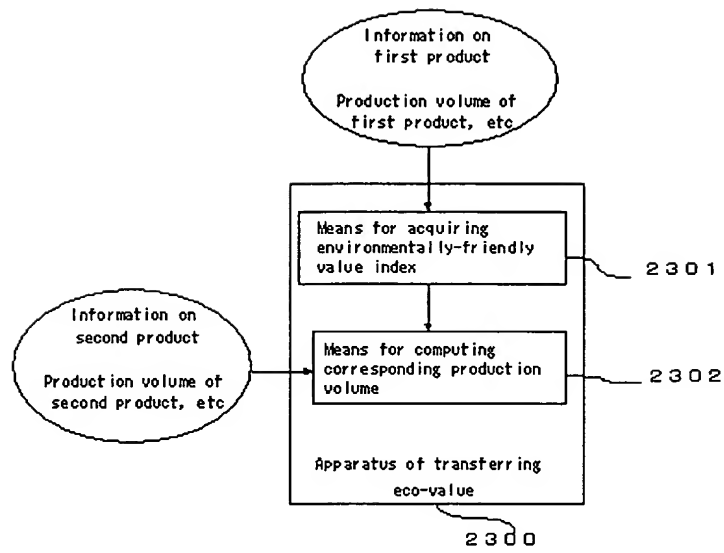 Information on
first product
Production volume of
first product, etc
Means for acquiring
environmentally-friendly
value index
2301
Information on
second product
Production volume of
second product, etc
Means for computing
corresponding production
volume
2302
Apparatus of transferring
eco-value
2300